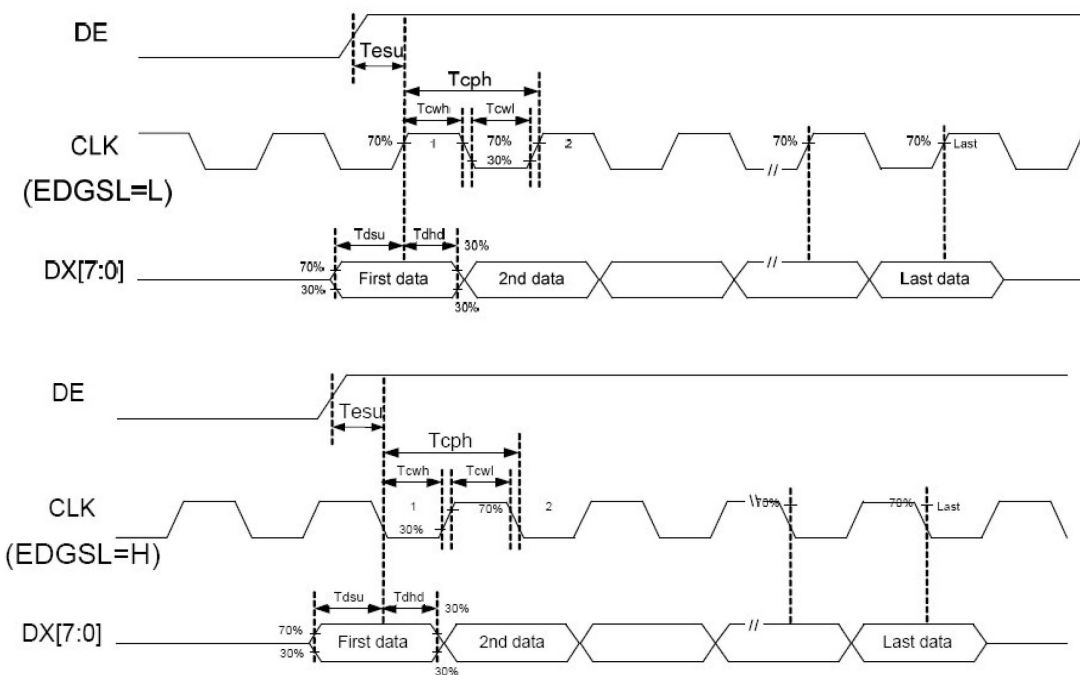 DE
Tesu
Tcph
Tcwh
Tcwl
CLK
(EDGSL=L)
70%
1
70%
30%
2
//
70%
70%
Last
Tdsu
Tdhd
30%
DX[7:0]
70%
30%
First data
2nd data
//
Last data
30%
DE
Tesu
Tcph
Tcwh
Tcwl
CLK
(EDGSL=H)
1
30%
70%
2
\\
70%
70%
Last
Tdsu
Tdhd
30%
DX[7:0]
70%
30%
First data
2nd data
//
Last data
30%